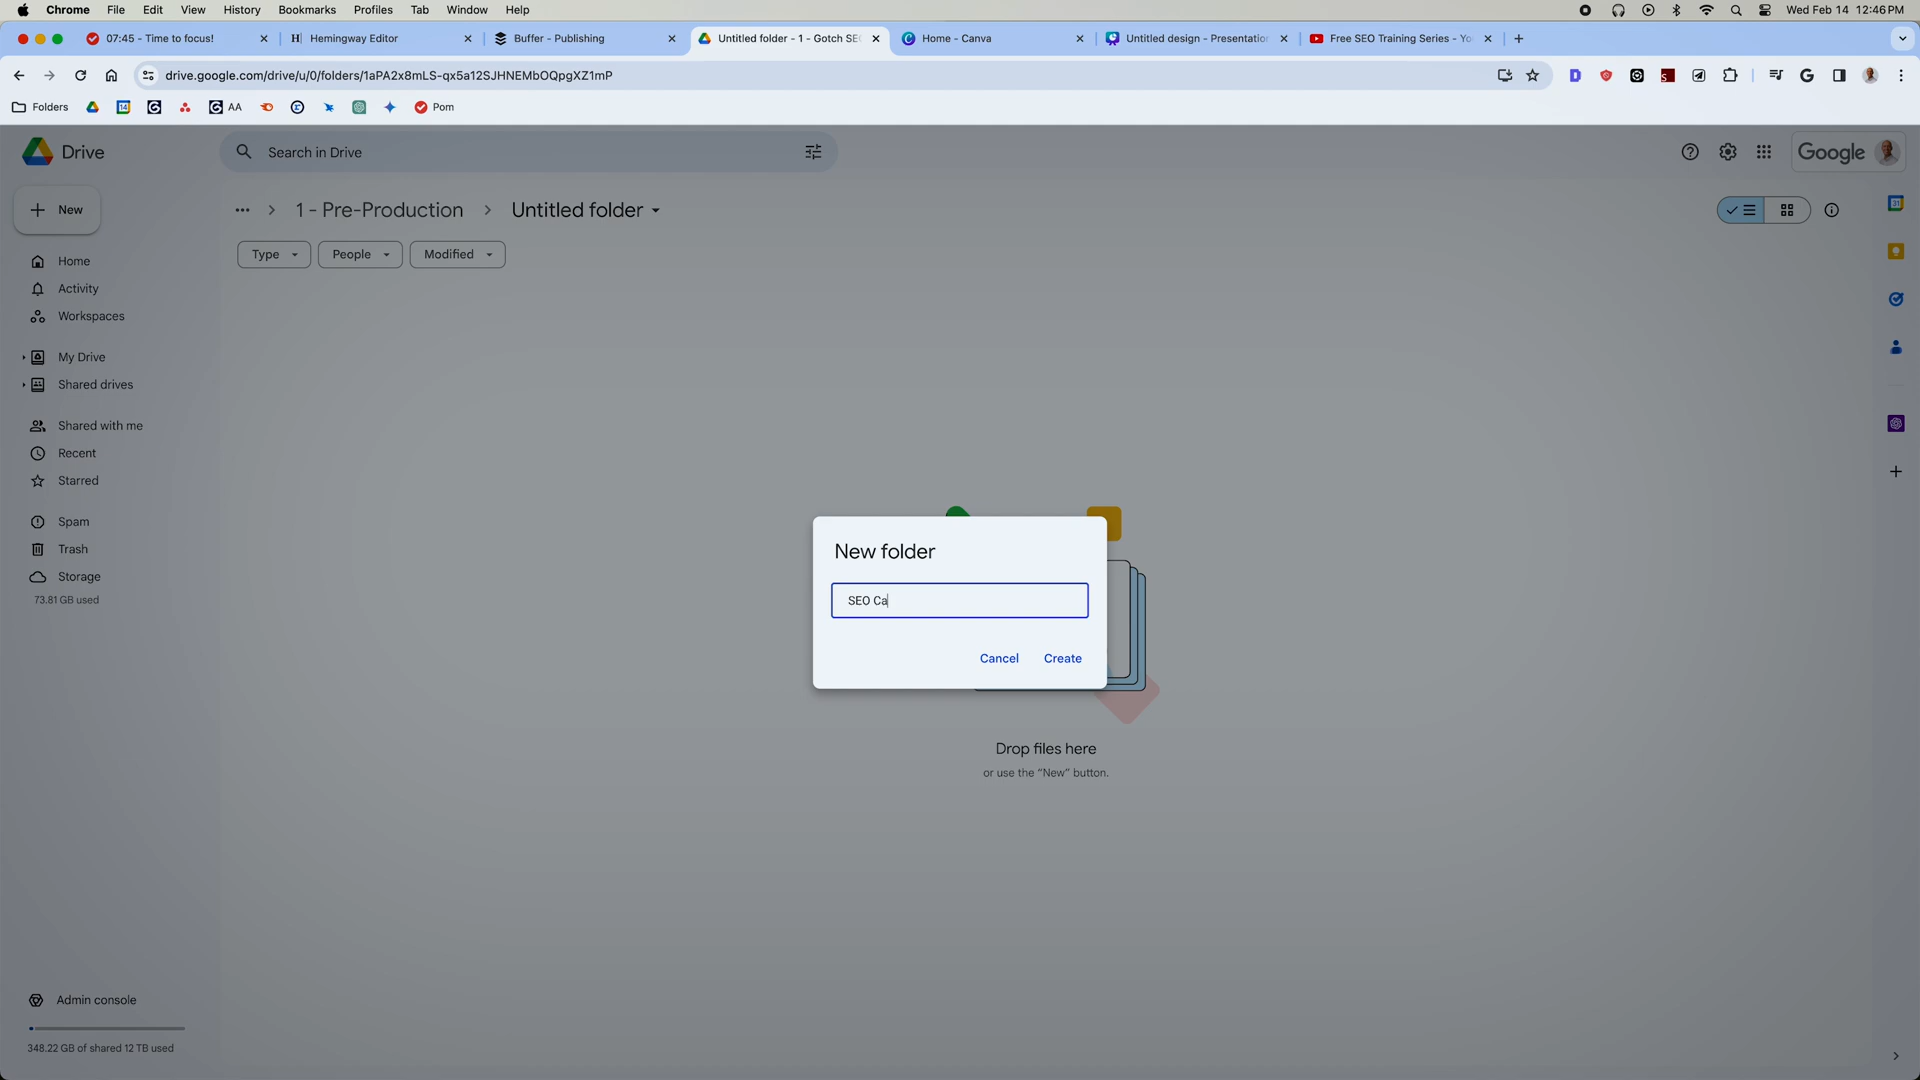 Chrome File Edit View History Bookmarks Profiles Tab Window Help
Wed Feb 14 12:46 PM
07:45 - Time to focus!
Hemingway Editor
Buffer - Publishing
Untitled folder - 1 - Gotch SE
Home - Canva
Untitled design - Presentation
Free SEO Training Series - Yo
drive.google.com/drive/u/0/folders/1aPA2x8mLS-qx5a12SJHNEMbOQpgXZ1mP
Folders
14
AA
Pom
Drive
Search in Drive
Google
New
1 - Pre-Production
Untitled folder
Type
People
Modified
Home
Activity
Workspaces
My Drive
Shared drives
Shared with me
Recent
Starred
Spam
Trash
Storage
73.81 GB used
New folder
SEO Ca
Cancel
Create
Drop files here
or use the “New” button.
Admin console
348.22 GB of shared 12 TB used